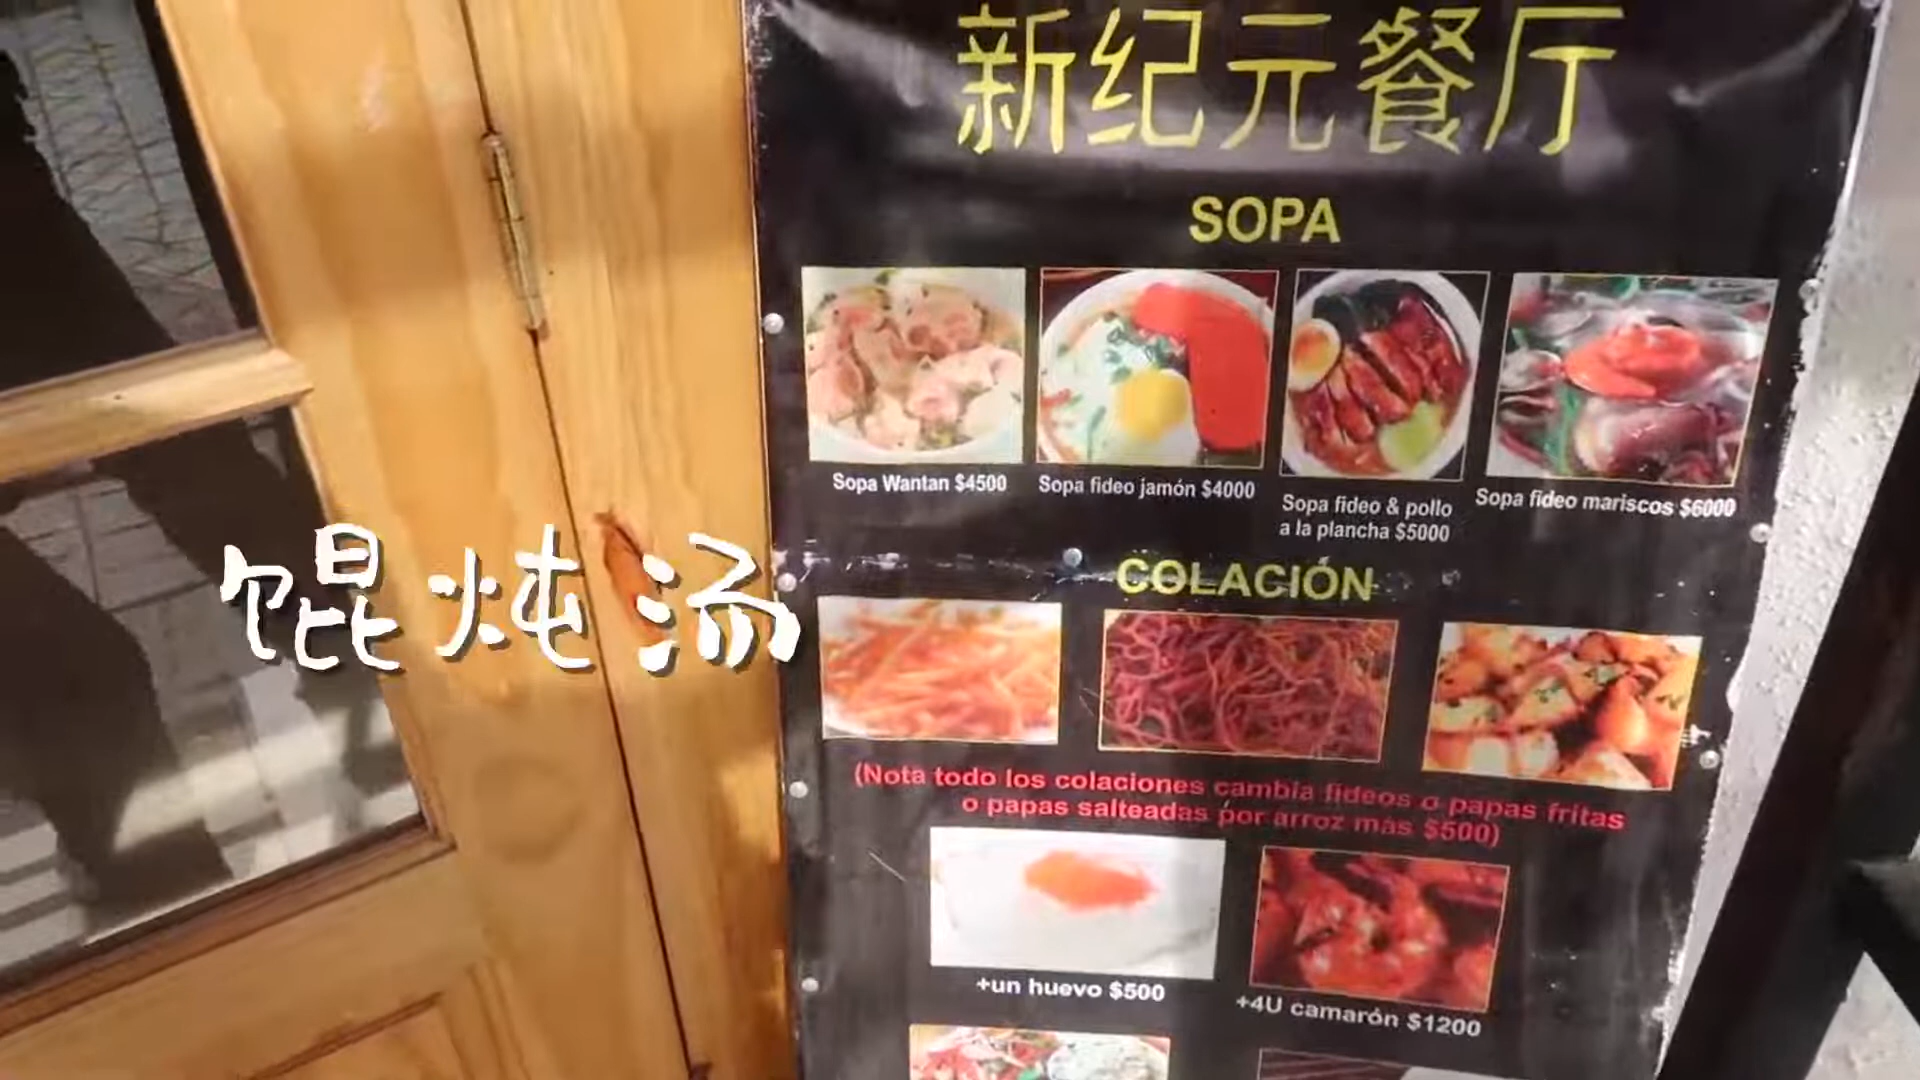 新纪元餐厅
SOPA
Sopa Wantan $4500
Sopa fideo jamón $4000
Sopa fideo & pollo
a la plancha $5000
Sopa fideo mariscos $6000
馄炖汤
COLACIÓN
(Nota todo los colaciones cambia fideos o papas fritas
o papas salteadas por arroz más $500)
+un huevo $500
+4U camarón $1200